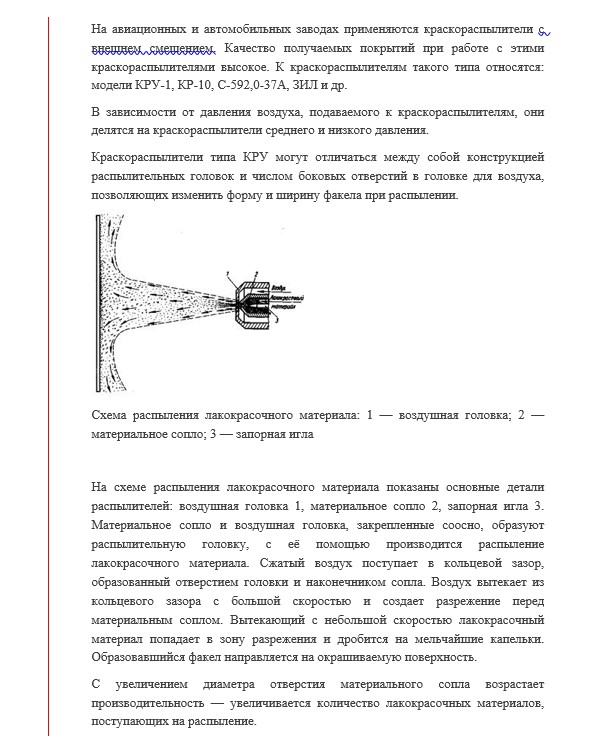 На авиационных и автомобильных заводах применяются краскораспылители с
внешнем смешением. Качество получаемых покрытий при работе с этими
краскораспылителями высокое. К краскораспылителям такого типа относятся:
модели КРУ-1, КР-10, С-592,0-37А, ЗИЛ и др.
В зависимости от давления воздуха, подаваемого к краскораспылителям, они
делятся на краскораспылители среднего и низкого давления.
Краскораспылители типа КРУ могут отличаться между собой конструкцией
распылительных головок и числом боковых отверстий в головке для воздуха,
позволяющих изменить форму и ширину факела при распылении.
1 2
Воздух
Лакокрасочный
материал
3
Схема распыления лакокрасочного материала: 1 — воздушная головка; 2 —
материальное сопло; 3 — запорная игла
На схеме распыления лакокрасочного материала показаны основные детали
распылителей: воздушная головка 1, материальное сопло 2, запорная игла 3.
Материальное сопло и воздушная головка, закрепленные соосно, образуют
распылительную головку, с её помощью производится распыление
лакокрасочного материала. Сжатый воздух поступает в кольцевой зазор,
образованный отверстием головки и наконечником сопла. Воздух вытекает из
кольцевого зазора с большой скоростью и создает разрежение перед
материальным соплом. Вытекающий с небольшой скоростью лакокрасочный
материал попадает в зону разрежения и дробится на мельчайшие капельки.
Образовавшийся факел направляется на окрашиваемую поверхность.
С увеличением диаметра отверстия материального сопла возрастает
производительность — увеличивается количество лакокрасочных материалов,
поступающих на распыление.